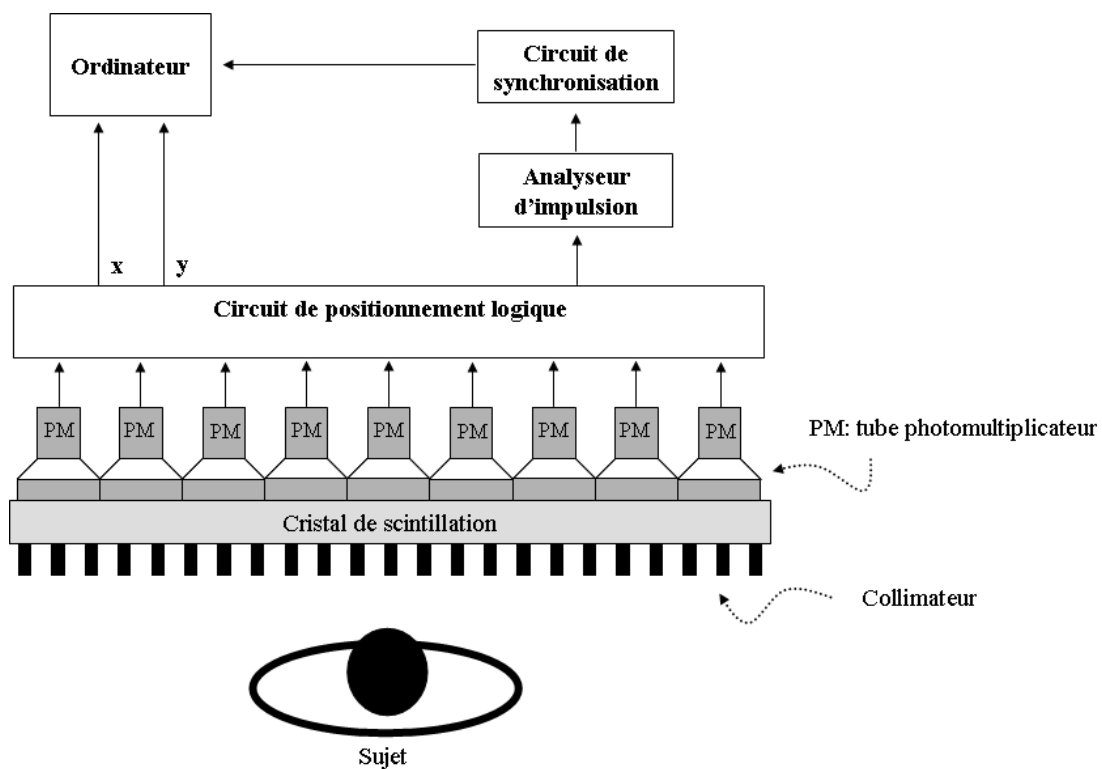 Ordinateur
Circuit de
synchronisation
Analyseur
d'impulsion
x
y
Circuit de positionnement logique
PM
PM
PM
PM
PM
PM
PM
PM
PM
PM: tube photomultiplicateur
Cristal de scintillation
Collimateur
Sujet